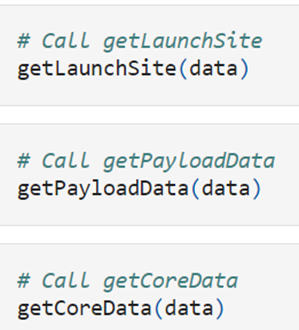 # Call getLaunchSite
getLaunchSite(data)
# Call getPayloadData
getPayloadData(data)
# Call getCoreData
getCoreData(data)